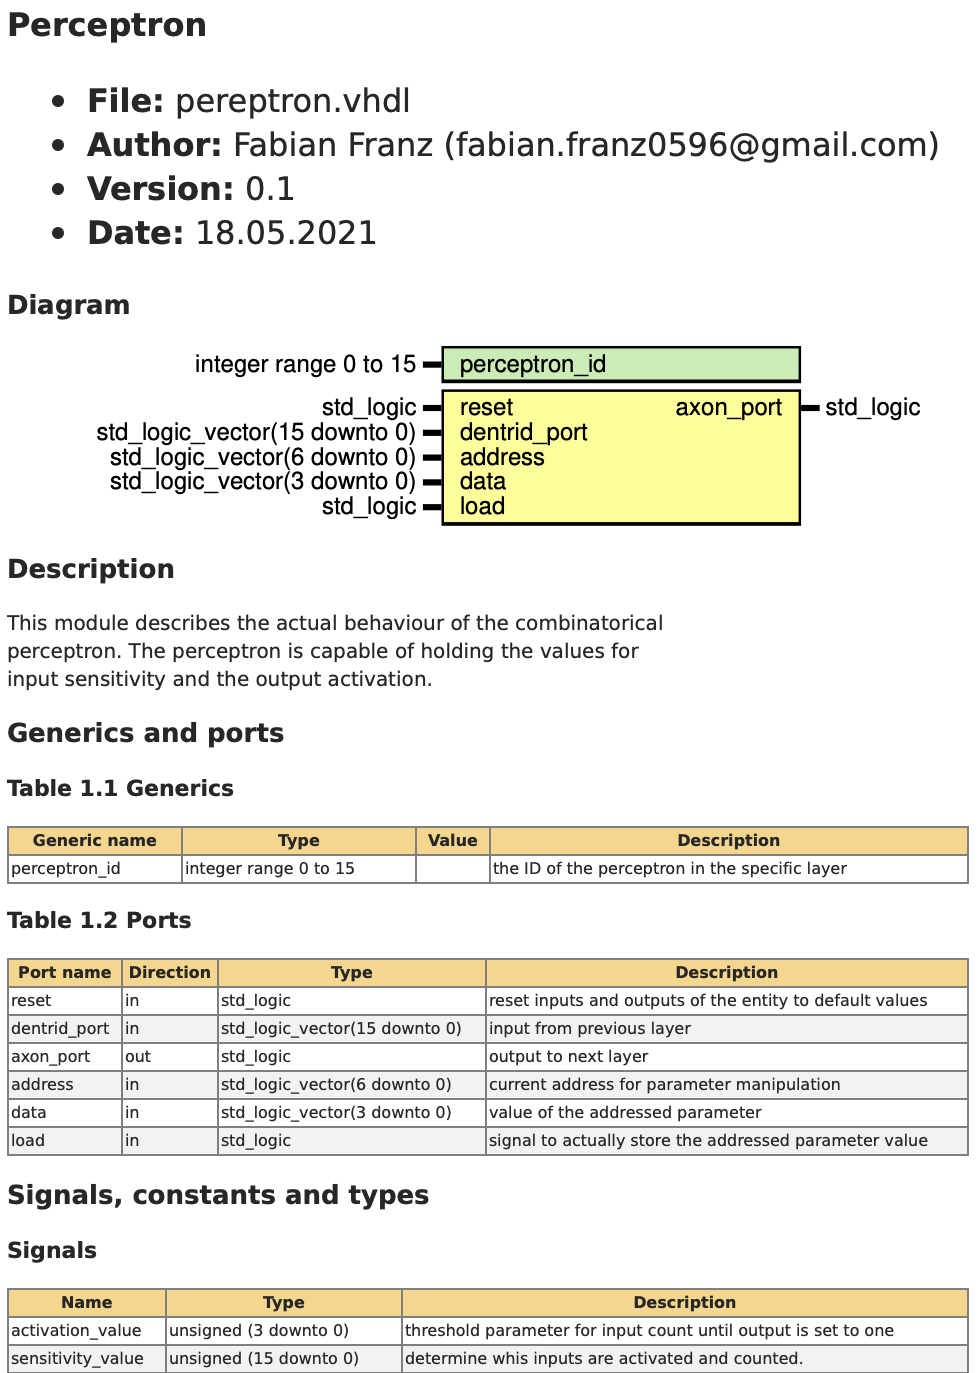 Perceptron
• File: pereptron.vhdl
• Author: Fabian Franz (fabian.franz0596@gmail.com)
• Version: 0.1
• Date: 18.05.2021
Diagram
integer range 0 to 15 perceptron_id
std_logic reset axon_port std_logic
std_logic_vector(15 downto 0) dentrid_port
std_logic_vector(6 downto 0) address
std_logic_vector(3 downto 0) data
std_logic load
Description
This module describes the actual behaviour of the combinatorical
perceptron. The perceptron is capable of holding the values for
input sensitivity and the output activation.
Generics and ports
Table 1.1 Generics
Generic name Type Value Description
perceptron_id integer range 0 to 15 the ID of the perceptron in the specific layer
Table 1.2 Ports
Port name Direction Type Description
reset in std_logic reset inputs and outputs of the entity to default values
dentrid_port in std_logic_vector(15 downto 0) input from previous layer
axon_port out std_logic output to next layer
address in std_logic_vector(6 downto 0) current address for parameter manipulation
data in std_logic_vector(3 downto 0) value of the addressed parameter
load in std_logic signal to actually store the addressed parameter value
Signals, constants and types
Signals
Name Type Description
activation_value unsigned (3 downto 0) threshold parameter for input count until output is set to one
sensitivity_value unsigned (15 downto 0) determine whis inputs are activated and counted.